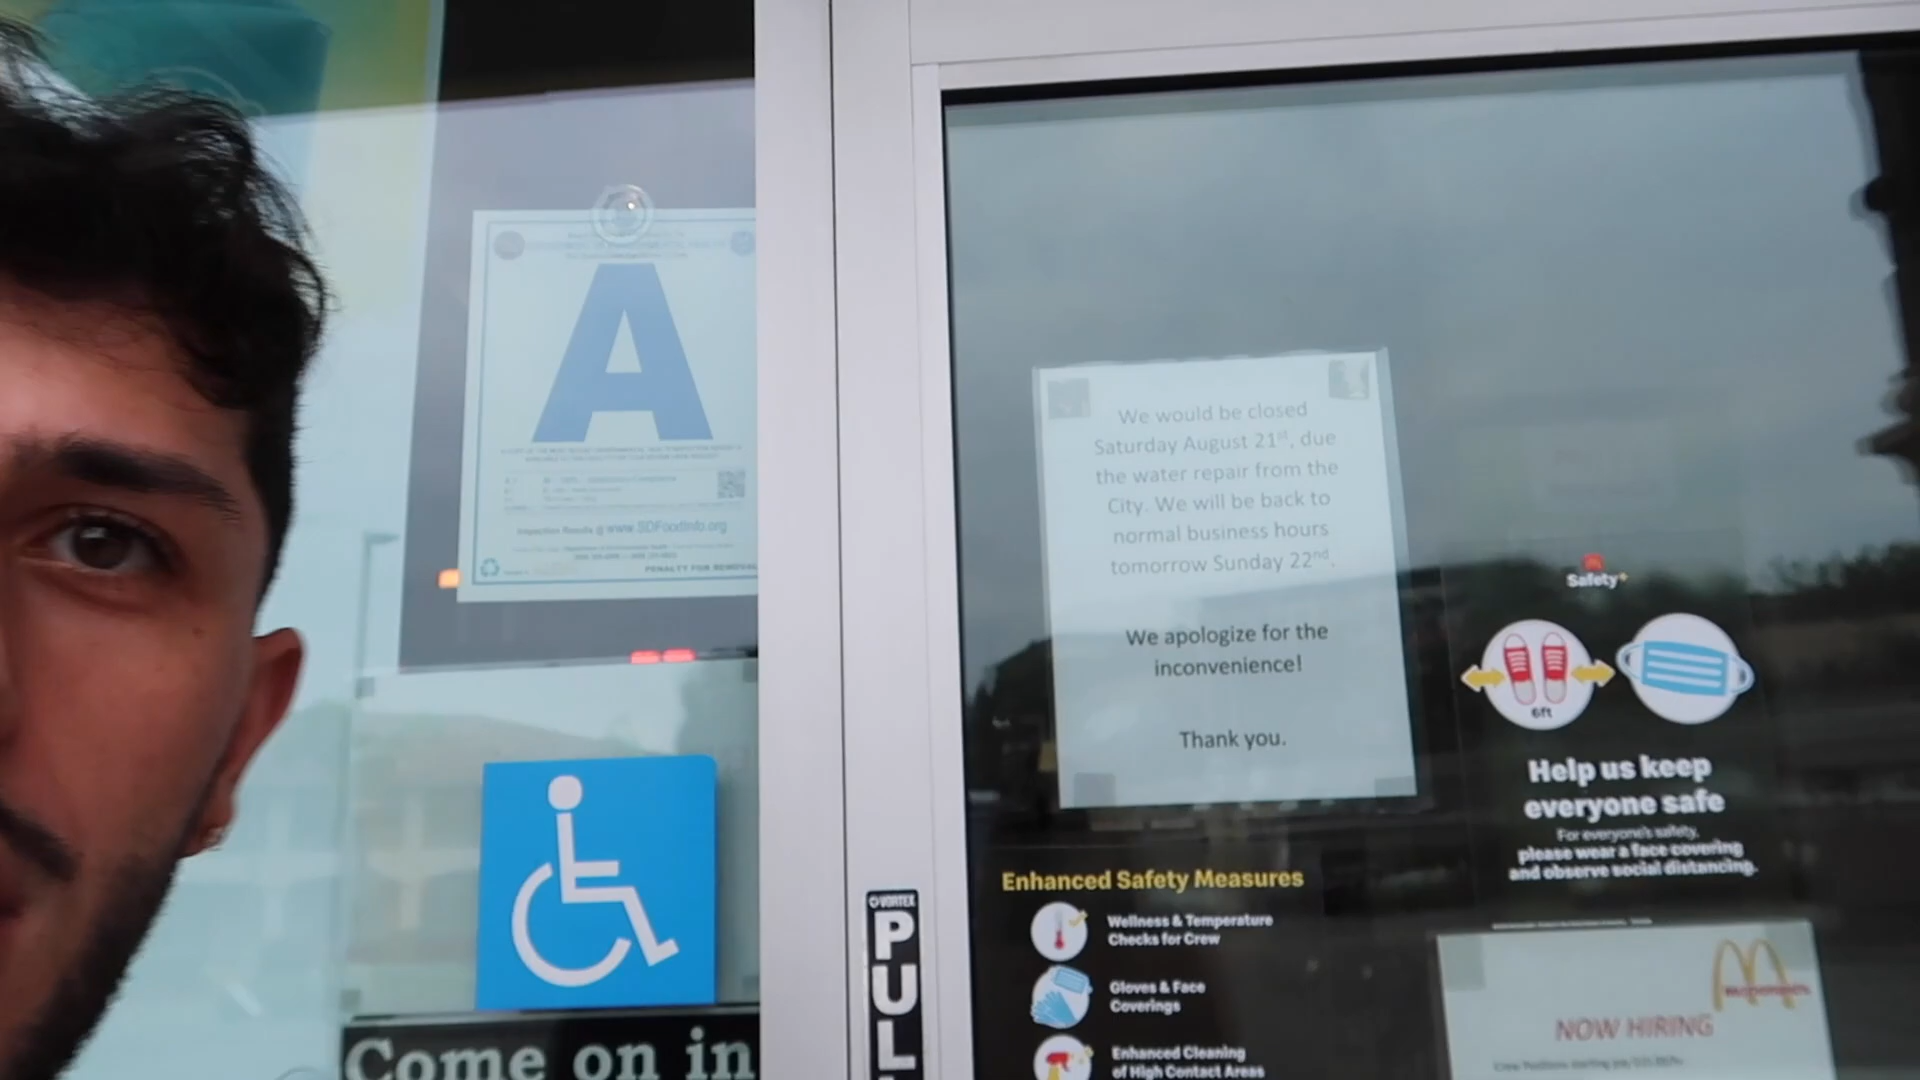 A
Inspection Results @ www.SDFoodInfo.org
PENALTY FOR REMOVAL
Come on in
VORTEX
PULL
We would be closed
Saturday August 21st, due
the water repair from the
City. We will be back to
normal business hours
tomorrow Sunday 22nd.
We apologize for the
inconvenience!
Thank you.
Safety+
6ft
Help us keep
everyone safe
For everyone's safety,
please wear a face covering
and observe social distancing.
Enhanced Safety Measures
Wellness & Temperature
Checks for Crew
Gloves & Face
Coverings
Enhanced Cleaning
of High Contact Areas
McDonald's
NOW HIRING